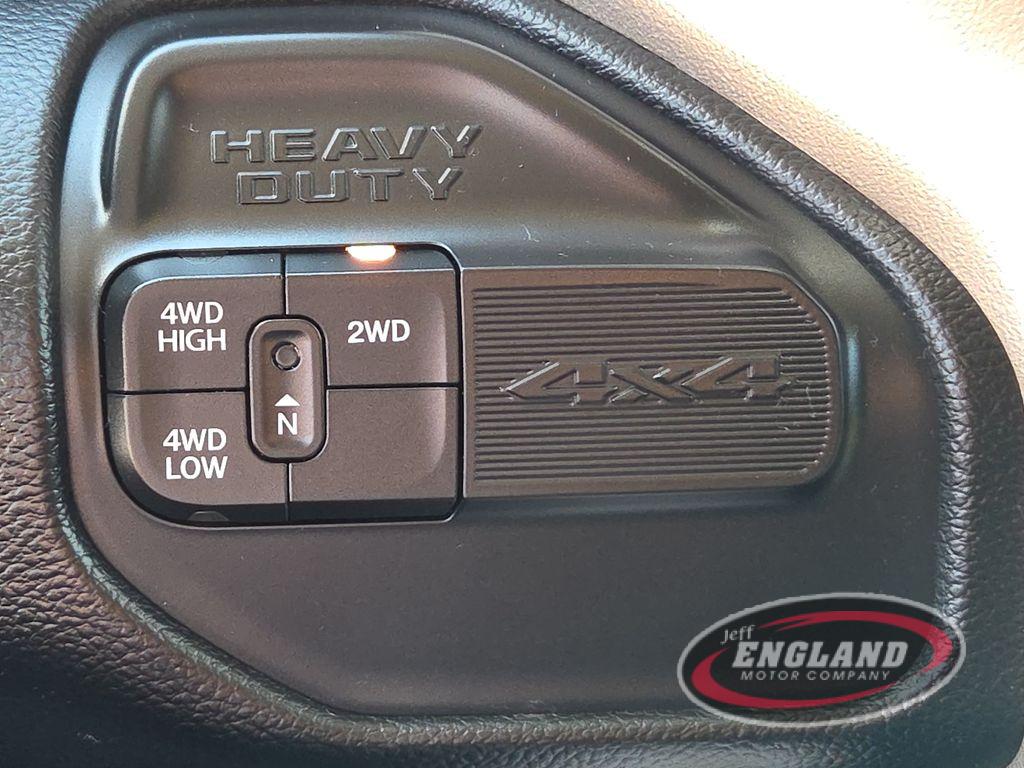 HEAVY
DUTY
4WD
HIGH
2WD
N
4WD
LOW
4x4
Jeff
ENGLAND
MOTOR COMPANY